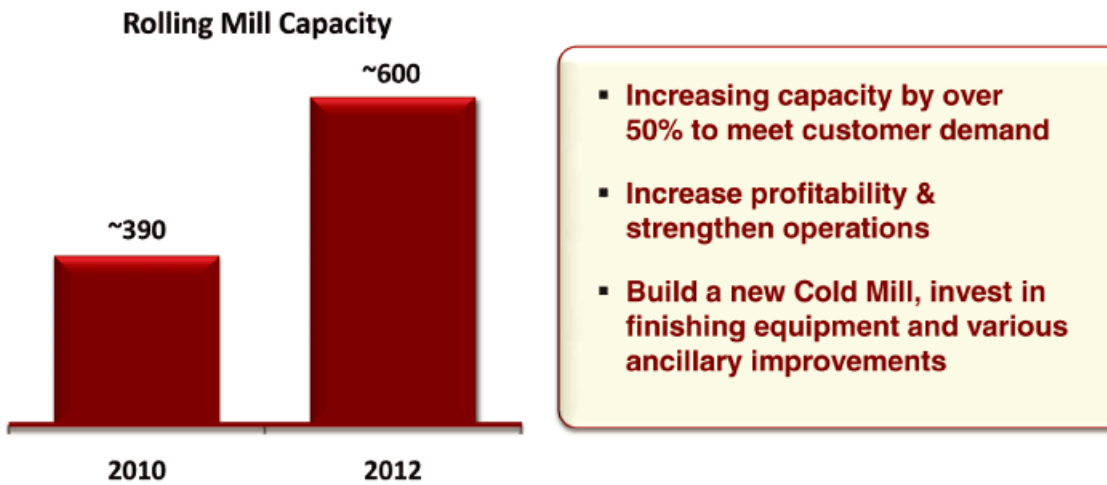 Rolling Mill Capacity
~600
~390
2010
2012
▪ Increasing capacity by over
50% to meet customer demand
▪ Increase profitability &
strengthen operations
▪ Build a new Cold Mill, invest in
finishing equipment and various
ancillary improvements